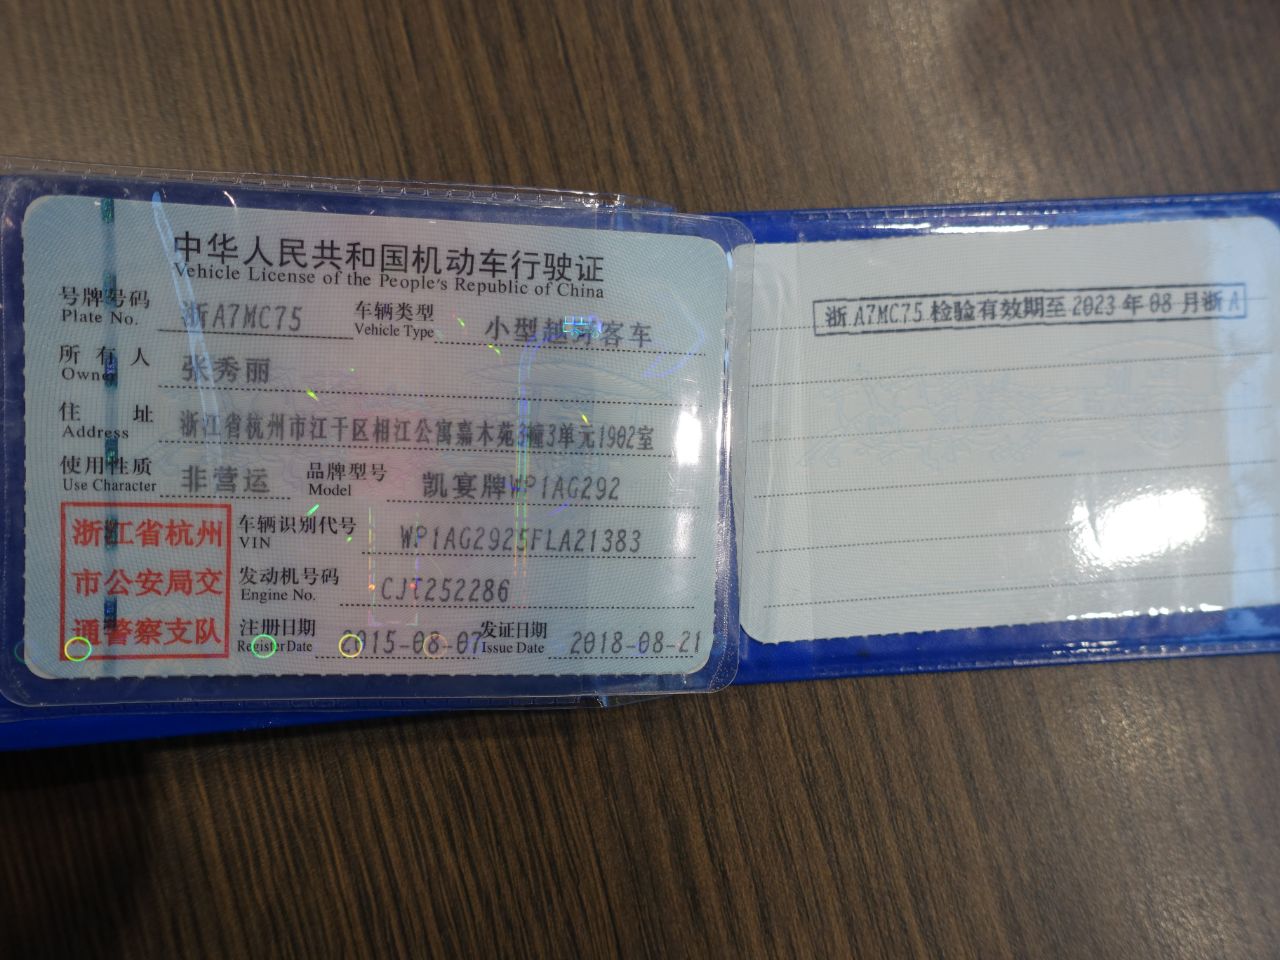 中华人民共和国机动车行驶证
Vehicle License of the People's Republic of China
号牌号码 浙A7MC75 车辆类型 小型越野客车
Plate No. Vehicle Type
所有人 张秀丽
Owner
住址 浙江省杭州市江干区相江公寓嘉木苑3幢3单元1902室
Address
使用性质 非营运 品牌型号 凯宴牌WP1AG292
Use Character Model
浙江省杭州
市公安局交
通警察支队
车辆识别代号 WP1AG2925FLA21383
VIN
发动机号码 CJT252286
Engine No.
注册日期 2015-08-07 发证日期 2018-08-21
Register Date Issue Date
浙A7MC75 检验有效期至2023年08月浙A